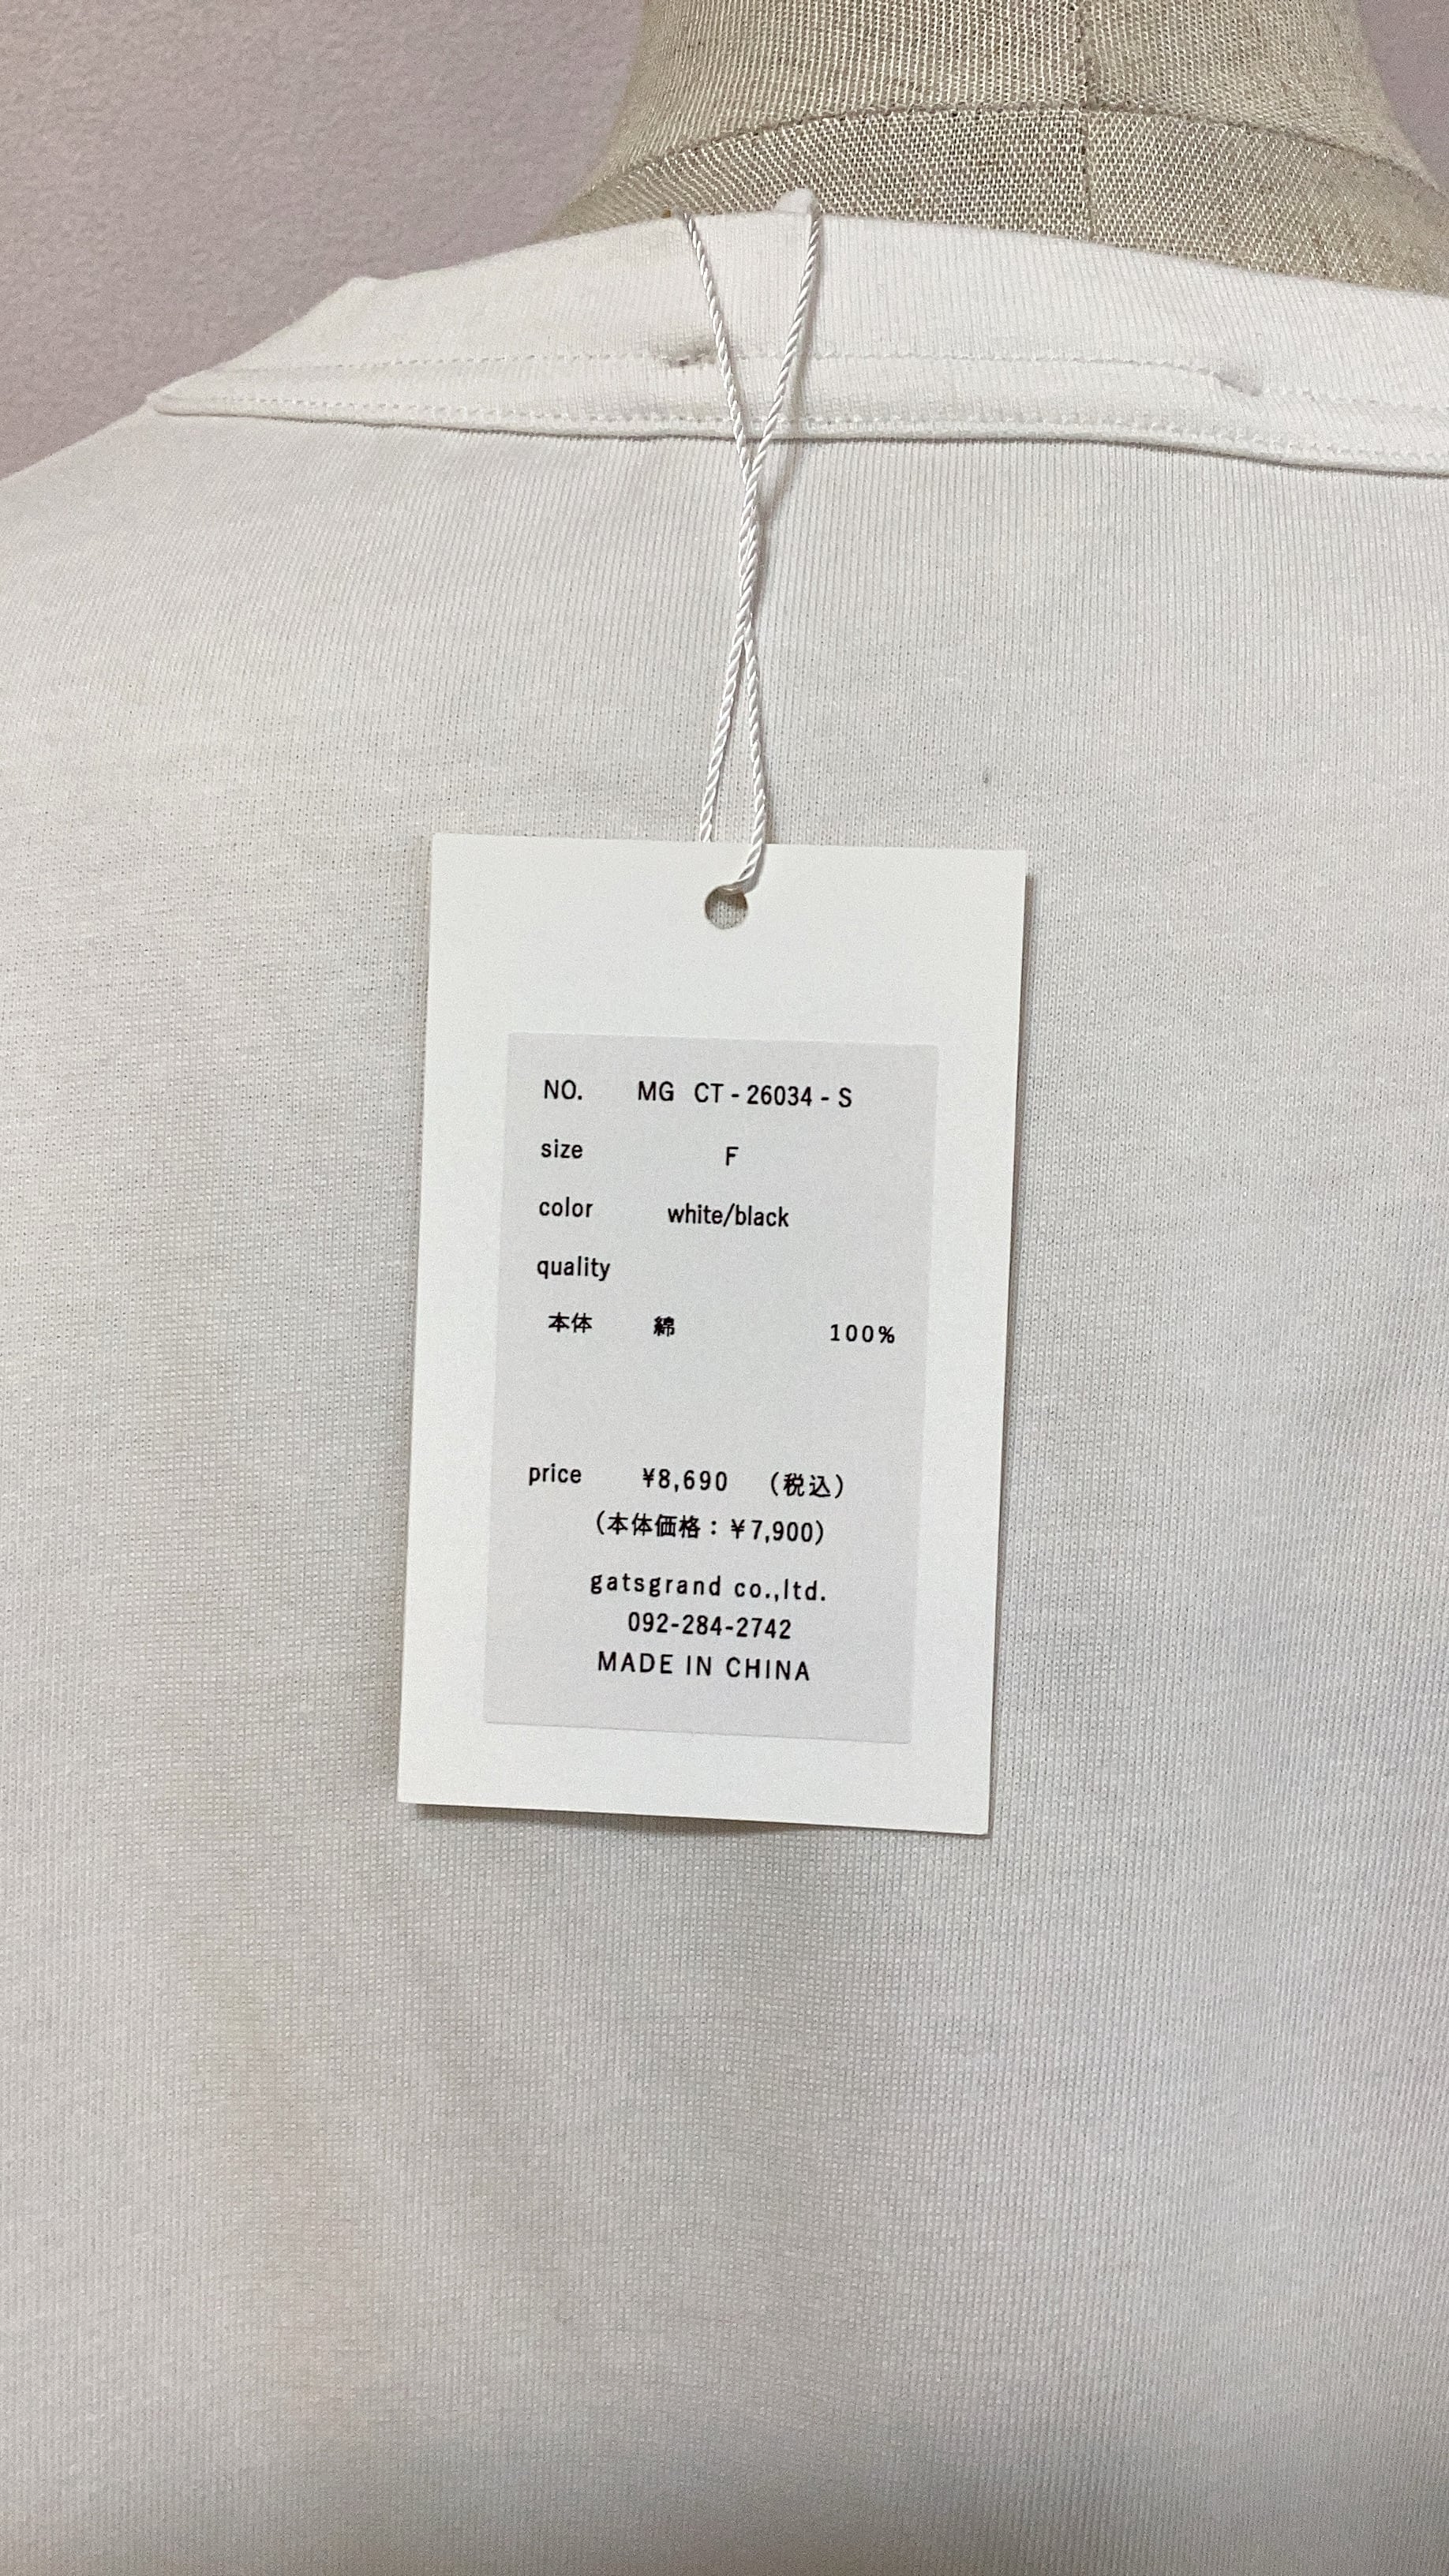 NO. MG CT - 26034 - S
size F
color white/black
quality
本体 綿 100%
price ¥8,690 (税込)
(本体価格：¥7,900)
gatsgrand co.,ltd.
092-284-2742
MADE IN CHINA